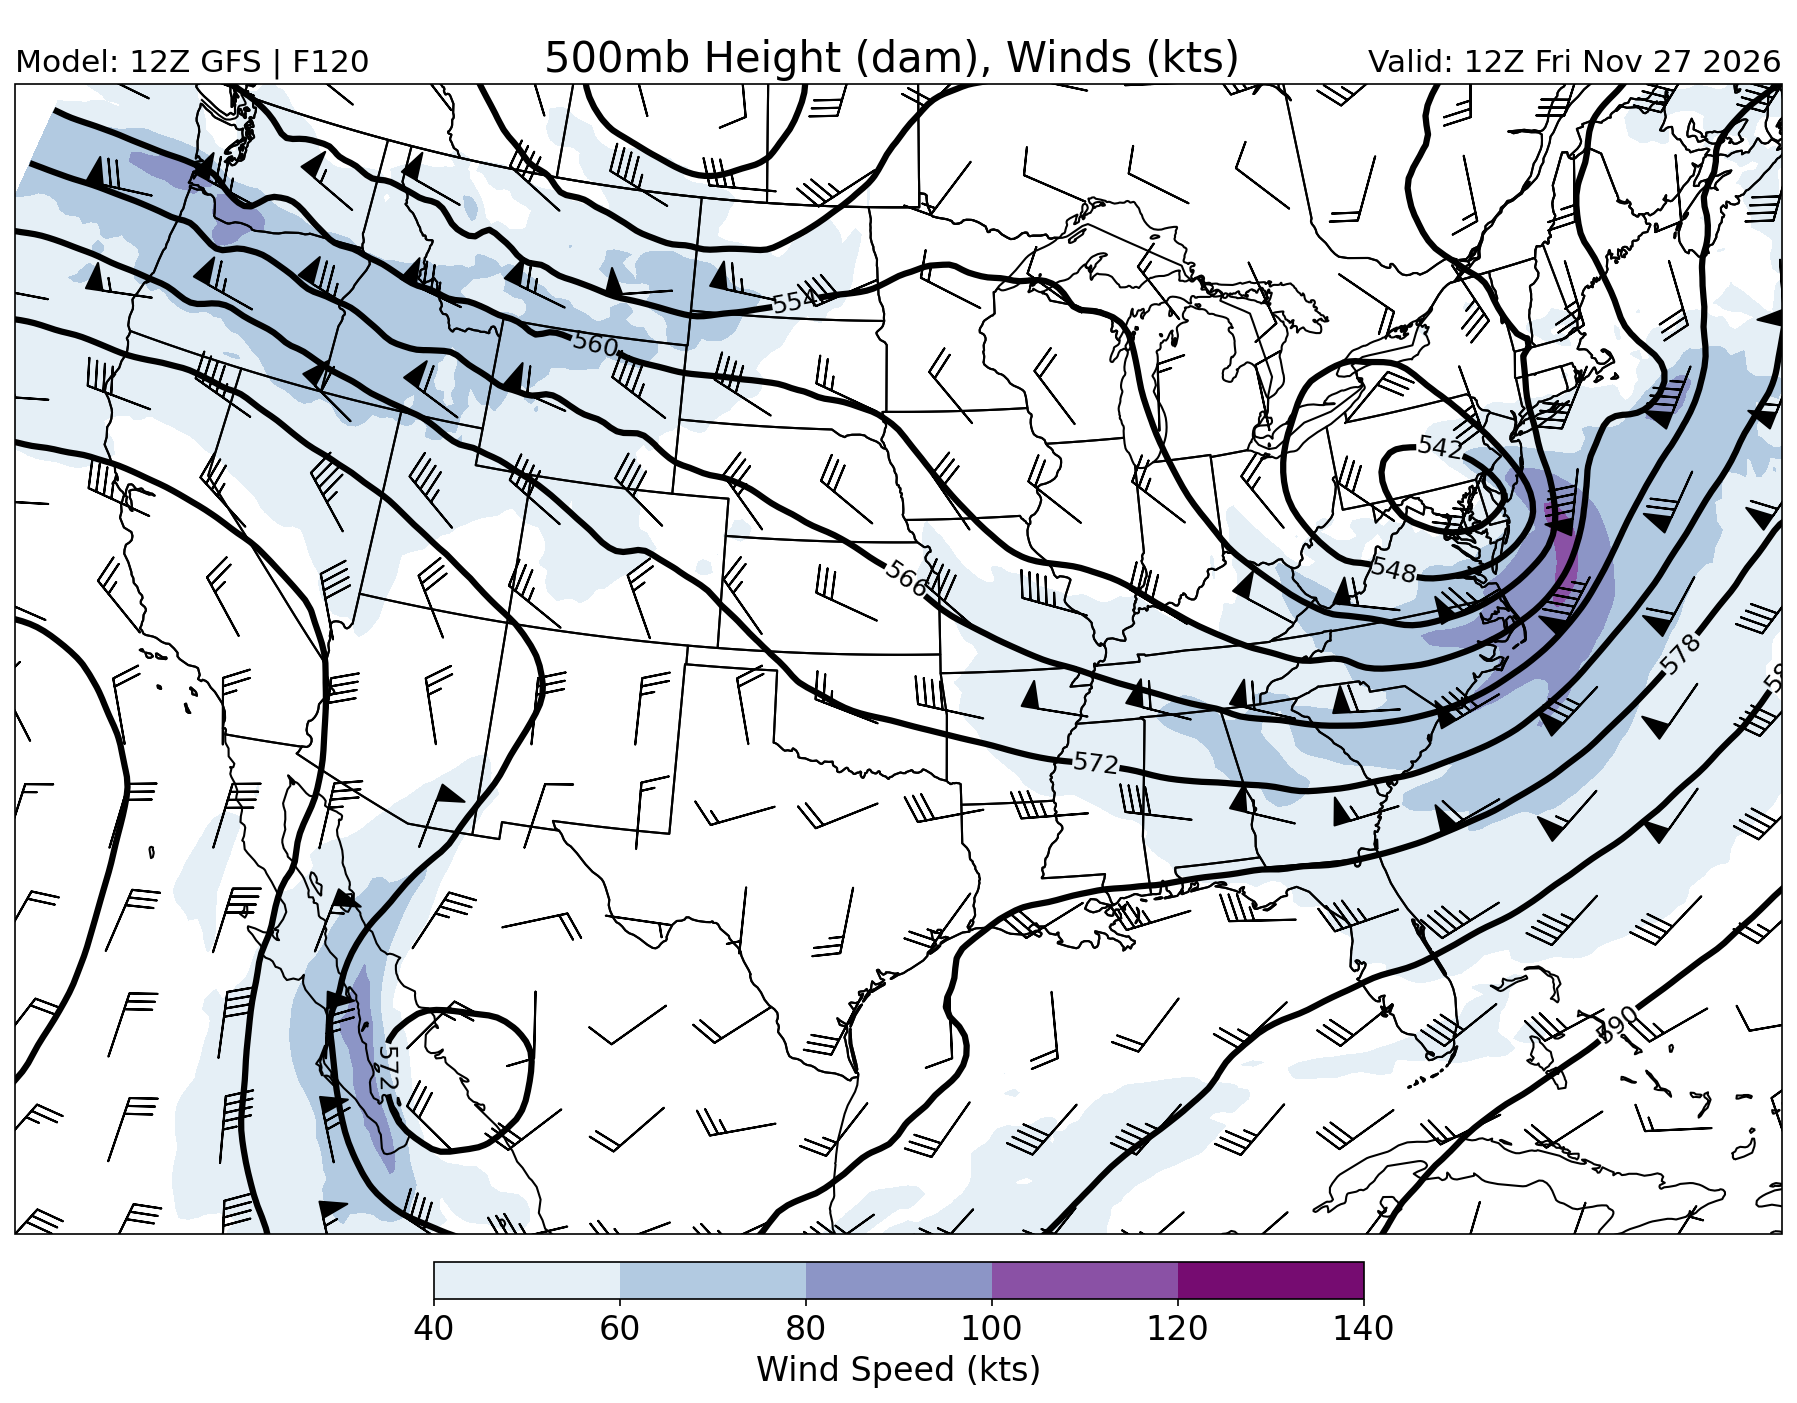 500mb Height (dam), Winds (kts)
Model: 12Z GFS | F120
Valid: 12Z Fri Nov 27 2026
554
560
542
548
566
578
572
572
590
40 60 80 100 120 140
Wind Speed (kts)